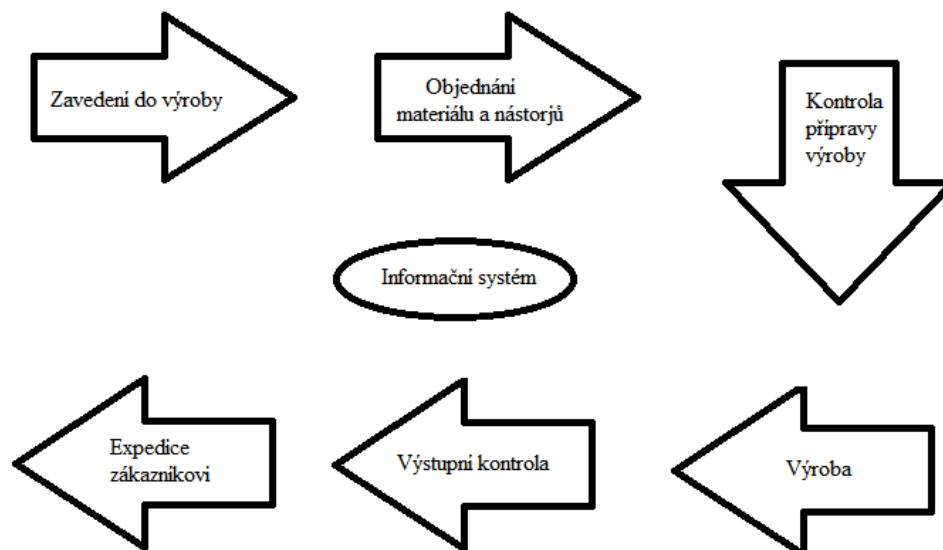 Zavedení do výroby
Objednání
materiálu a nástorjů
Kontrola
přípravy
výroby
Informační systém
Expedice
zákazníkovi
Výstupní kontrola
Výroba